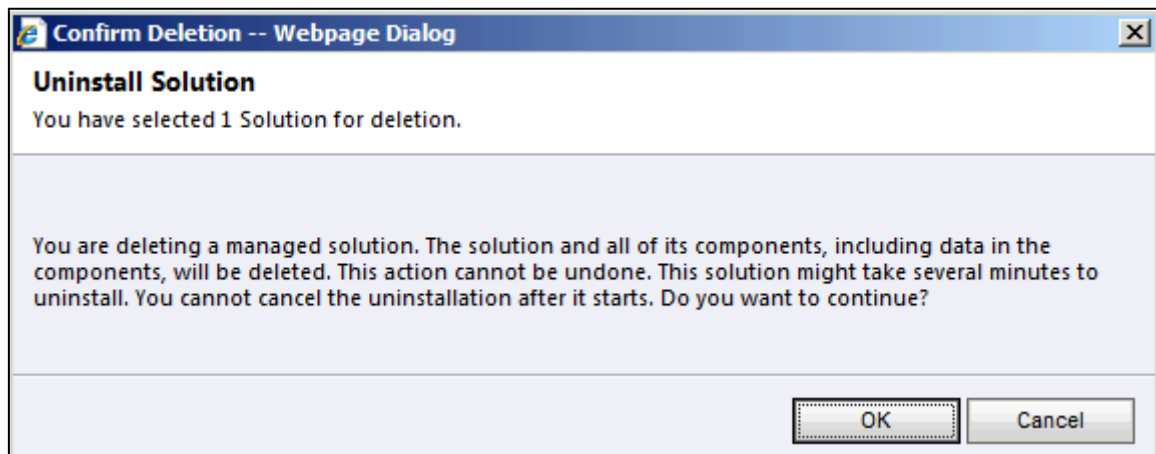 Confirm Deletion -- Webpage Dialog
Uninstall Solution
You have selected 1 Solution for deletion.
You are deleting a managed solution. The solution and all of its components, including data in the
components, will be deleted. This action cannot be undone. This solution might take several minutes to
uninstall. You cannot cancel the uninstallation after it starts. Do you want to continue?
OK Cancel